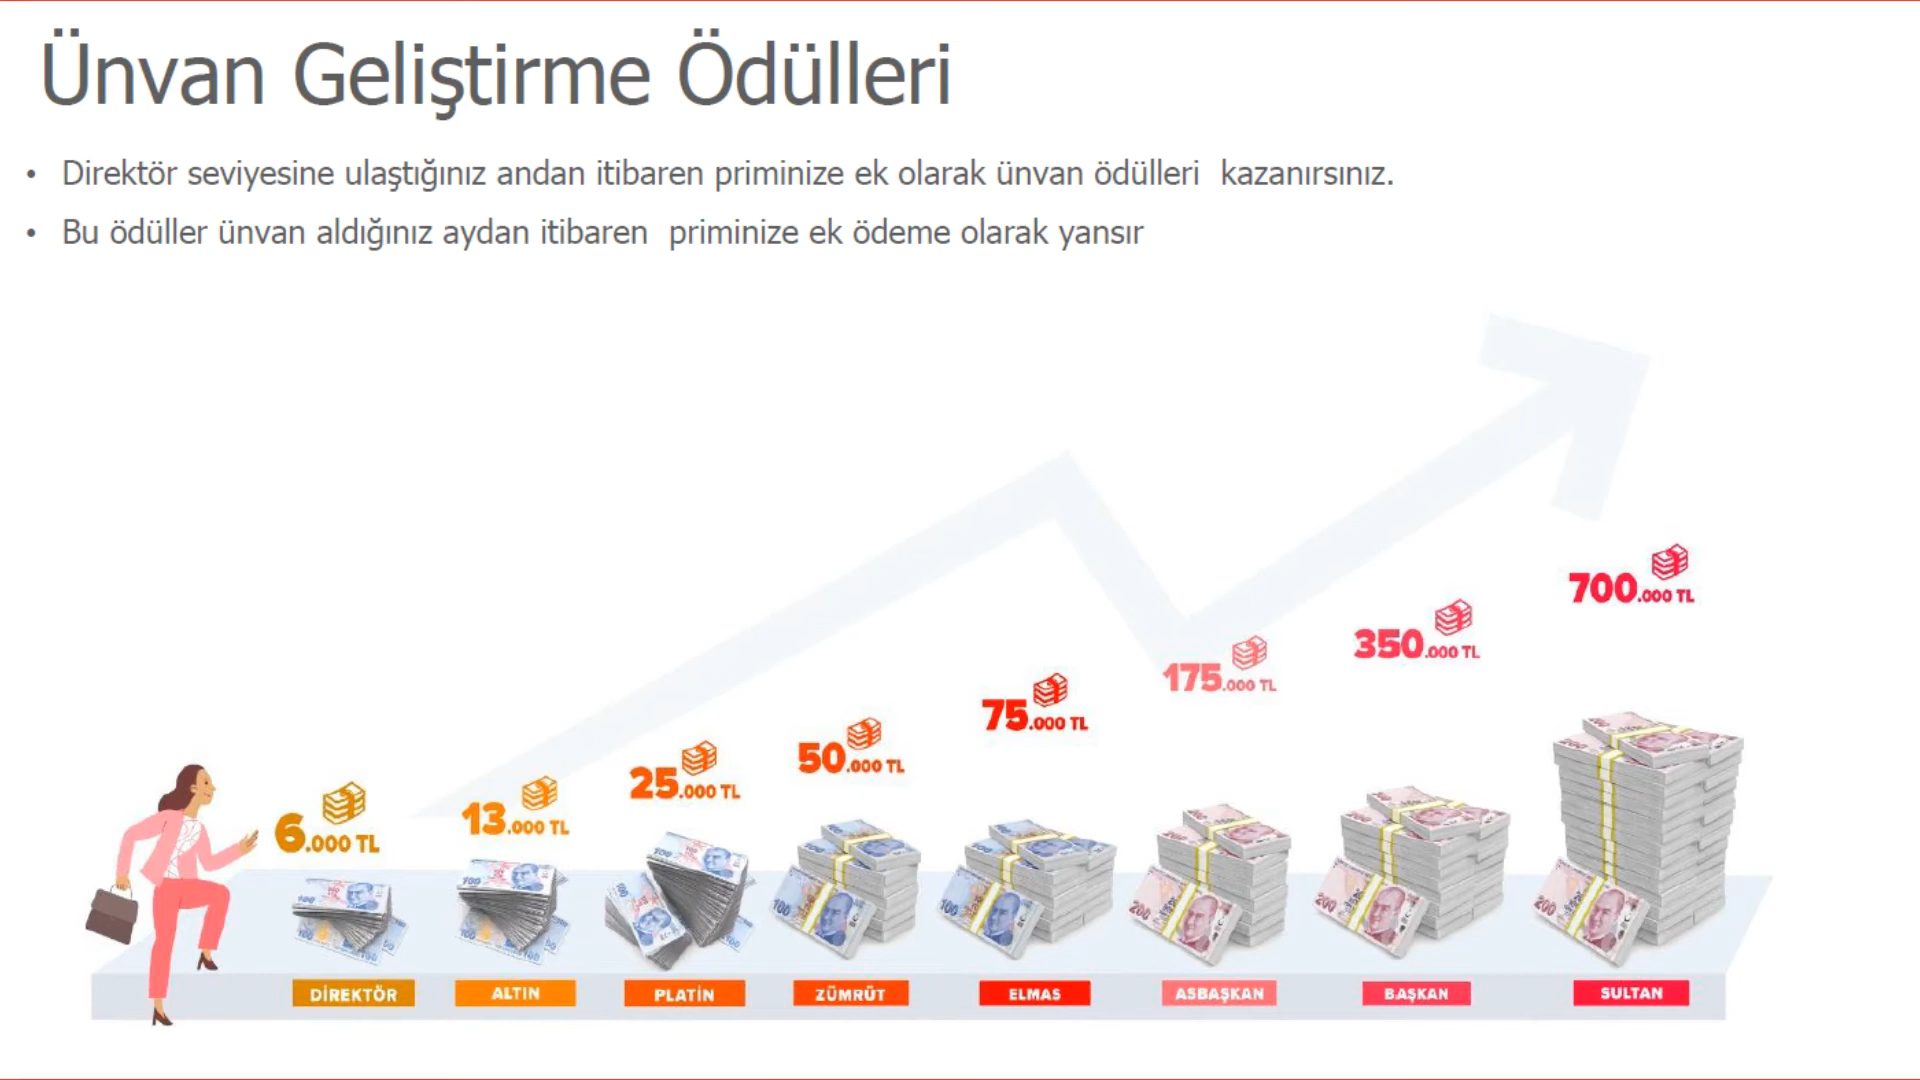 Ünvan Geliştirme Ödülleri
• Direktör seviyesine ulaştığınız andan itibaren priminize ek olarak ünvan ödülleri kazanırsınız.
• Bu ödüller ünvan aldığınız aydan itibaren priminize ek ödeme olarak yansır
6.000 TL
13.000 TL
25.000 TL
50.000 TL
75.000 TL
175.000 TL
350.000 TL
700.000 TL
DİREKTÖR
ALTIN
PLATİN
ZÜMRÜT
ELMAS
ASBAŞKAN
BAŞKAN
SULTAN